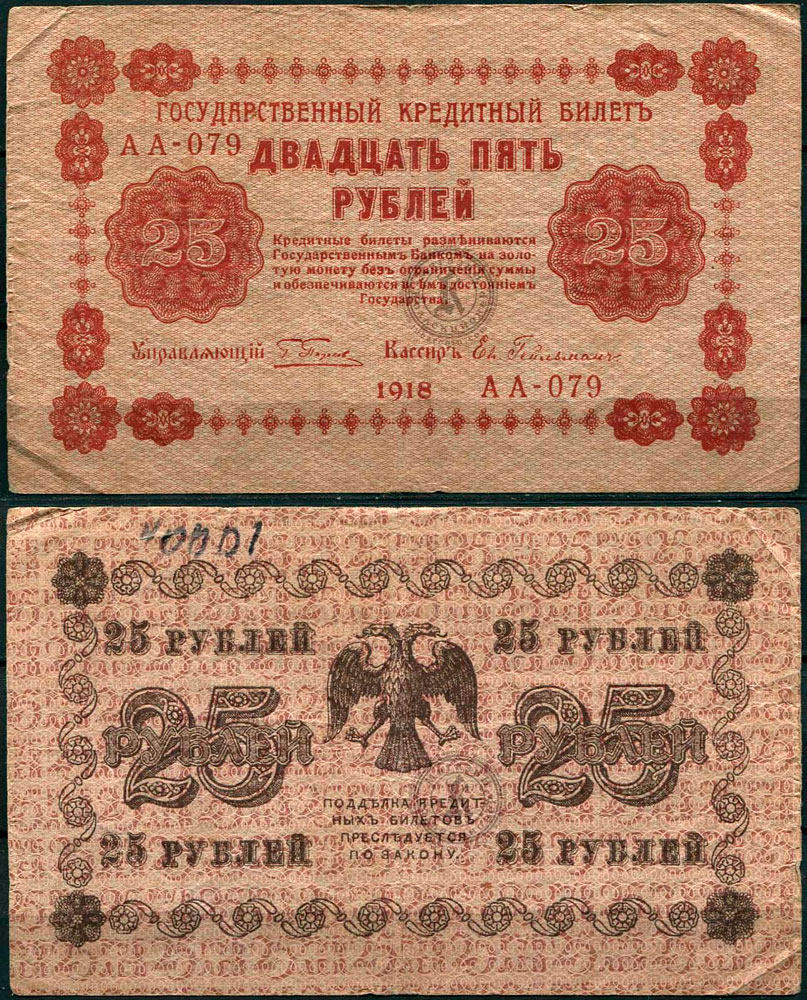 ГОСУДАРСТВЕННЫЙ КРЕДИТНЫЙ БИЛЕТЪ
АА-079
ДВАДЦАТЬ ПЯТЬ
РУБЛЕЙ
25
25
Кредитные билеты размѣниваются
Государственнымъ Банкомъ на золо-
тую монету безъ ограниченія суммы
и обезпечиваются всѣмъ достояніемъ
Государства.
Управляющій
Кассиръ
1918 АА-079
25 РУБЛЕЙ
25 РУБЛЕЙ
25
РУБЛЕЙ
25
РУБЛЕЙ
ПОДДѢЛКА КРЕДИТ-
НЫХЪ БИЛЕТОВЪ
ПРЕСЛѢДУЕТСЯ
ПО ЗАКОНУ.
25 РУБЛЕЙ
25 РУБЛЕЙ